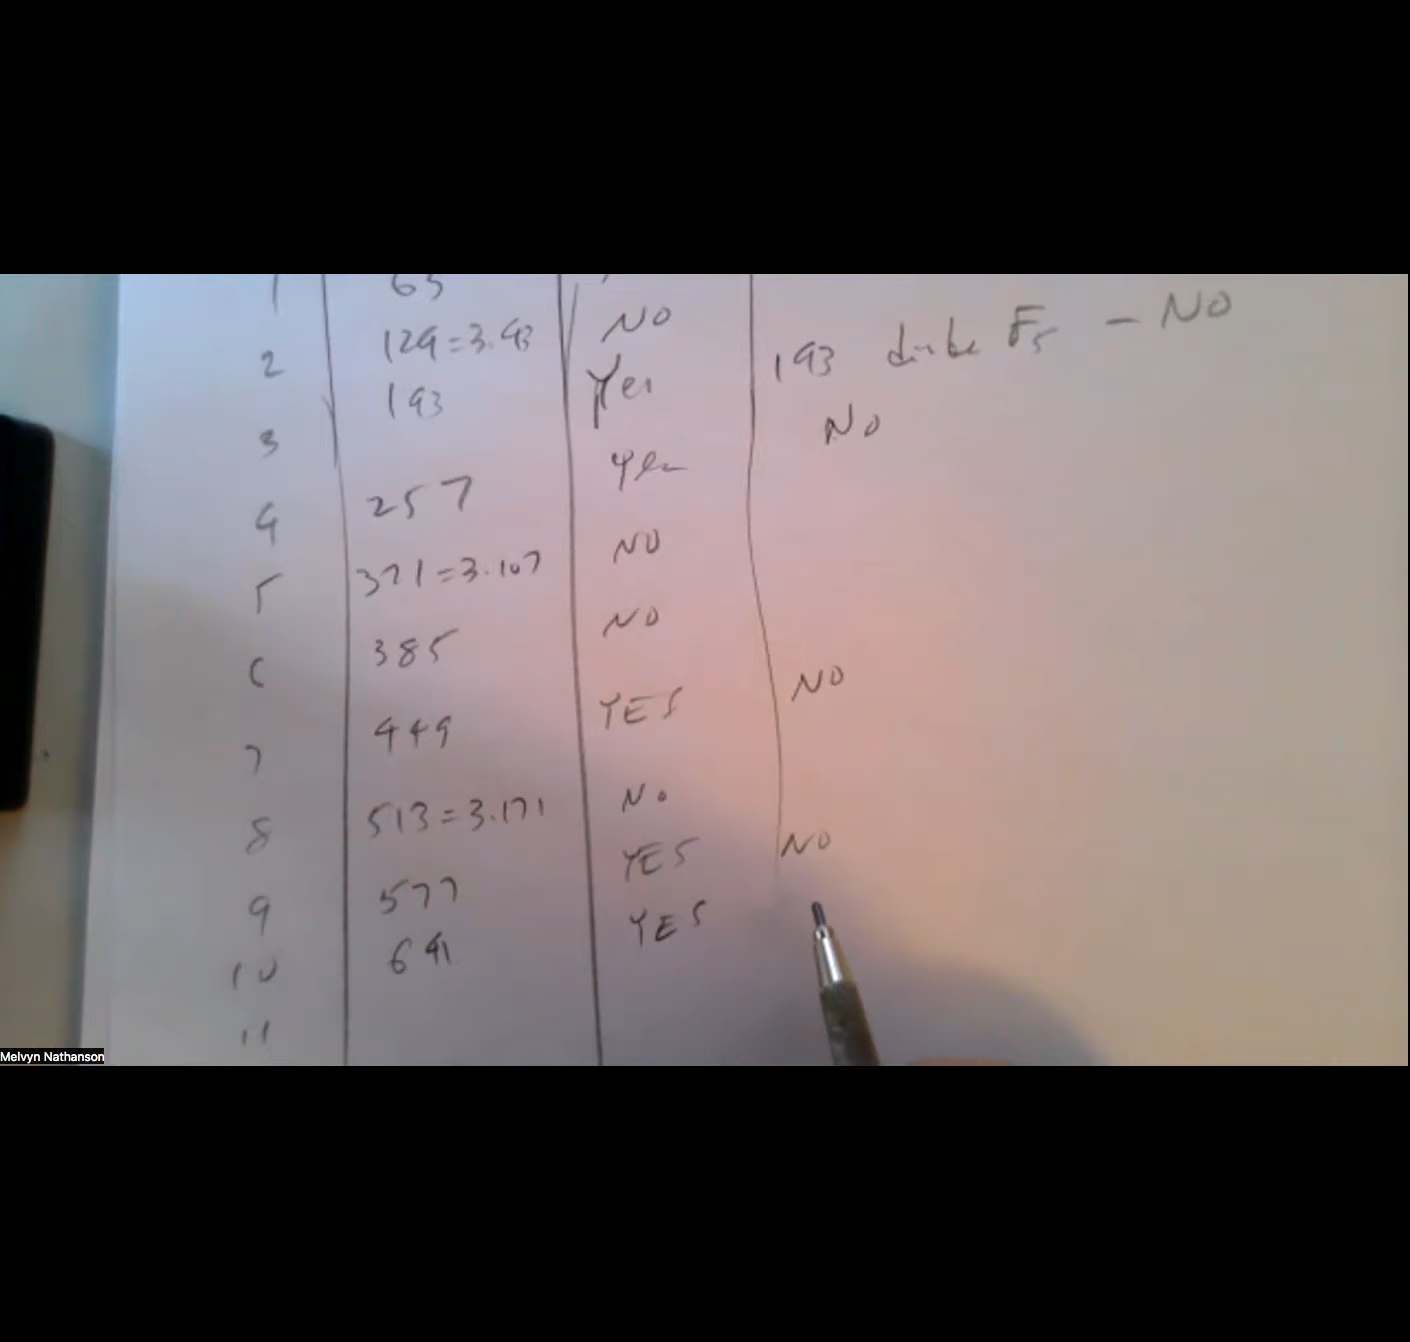 1 65
2 129=3.43 NO
3 193 Yes 193 divide F5 - NO
4 257 Yes NO
5 321=3.107 NO
6 385 NO
7 449 YES NO
8 513=3.171 No
9 577 YES NO
10 641 YES
11
Melvyn Nathanson